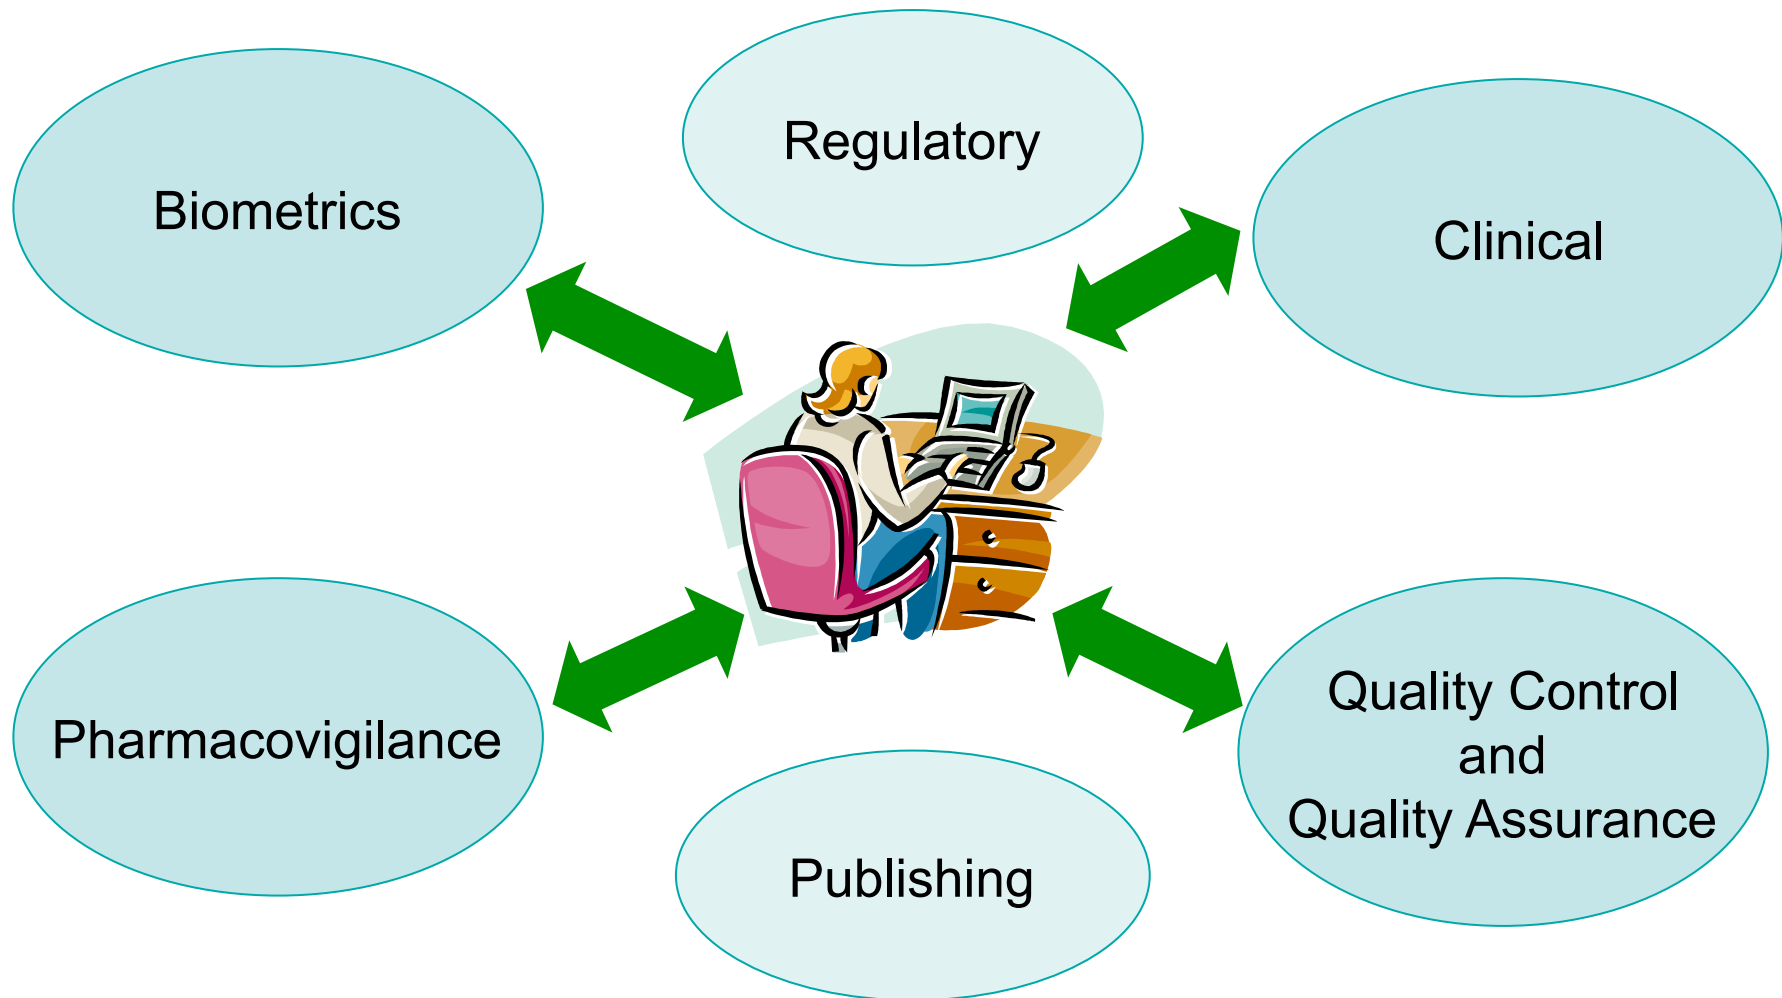 Regulatory
Biometrics
Clinical
Pharmacovigilance
Quality Control
and
Quality Assurance
Publishing